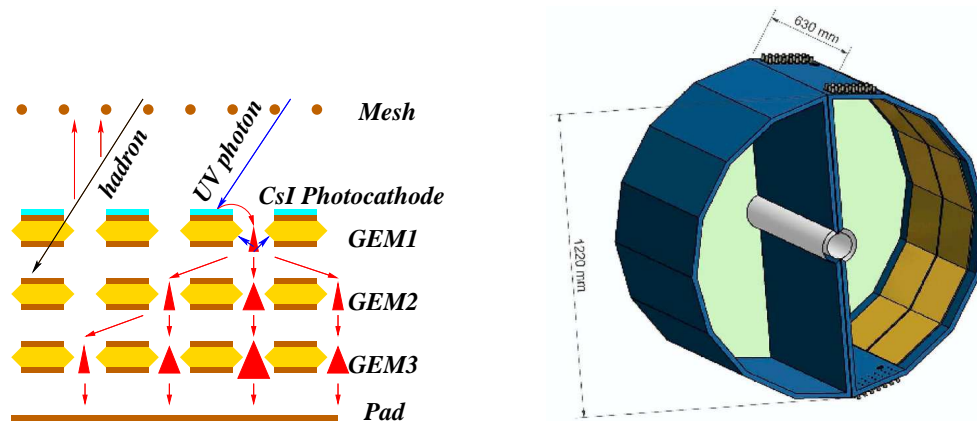 Mesh
hadron
UV photon
CsI Photocathode
GEM1
GEM2
GEM3
Pad
630 mm
1220 mm